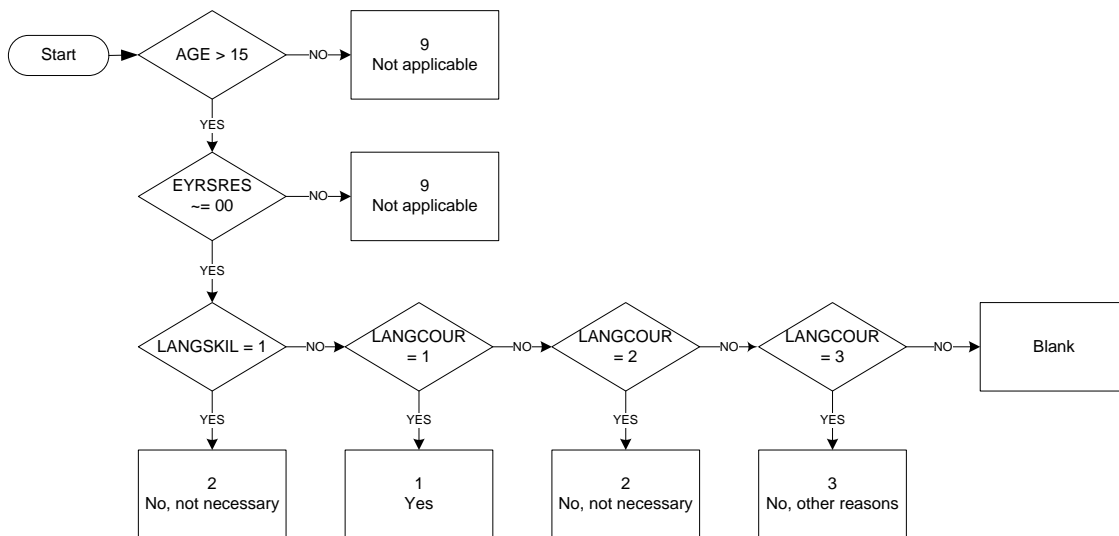 Start
AGE > 15
NO
9
Not applicable
YES
EYRSRES
~= 00
NO
9
Not applicable
YES
LANGSKIL = 1
NO
LANGCOUR
= 1
NO
LANGCOUR
= 2
NO
LANGCOUR
= 3
NO
Blank
YES
YES
YES
YES
2
No, not necessary
1
Yes
2
No, not necessary
3
No, other reasons